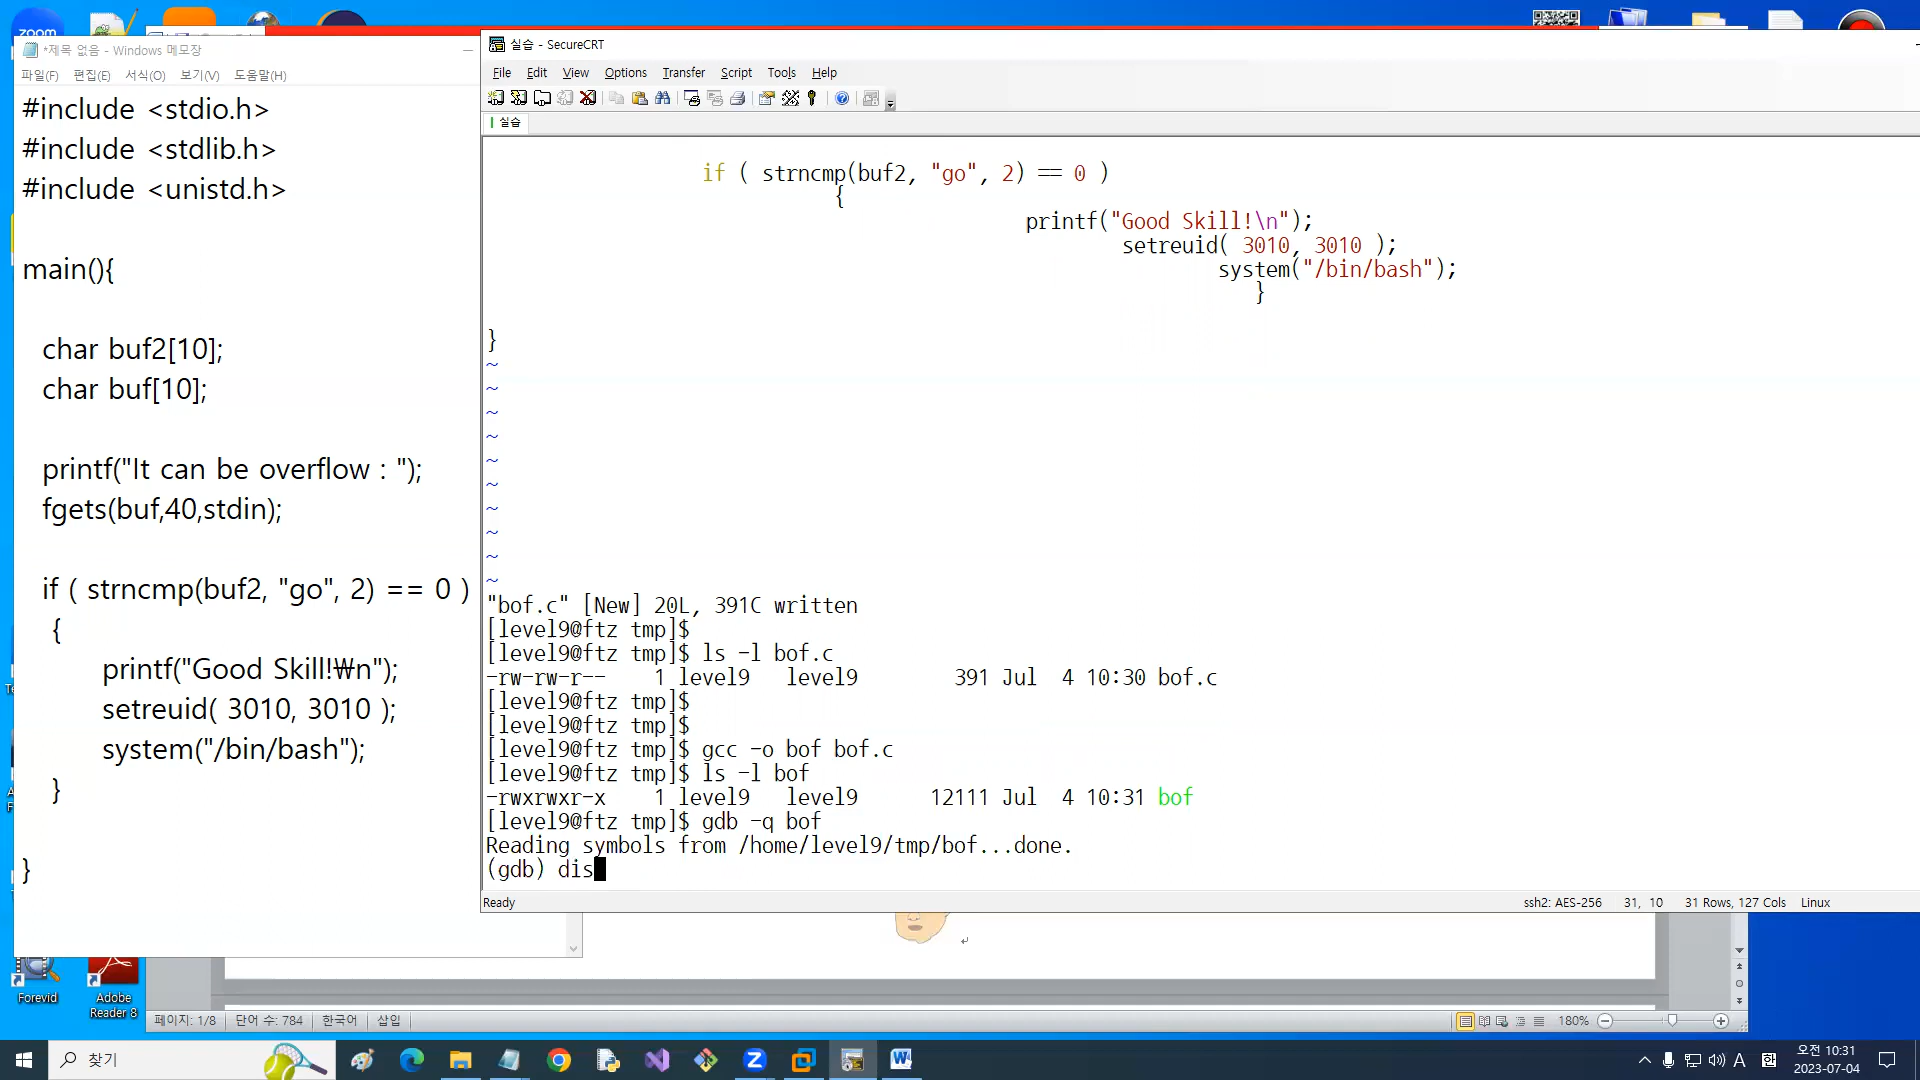 zoom
*제목 없음 - Windows 메모장
파일(F) 편집(E) 서식(O) 보기(V) 도움말(H)
#include <stdio.h>
#include <stdlib.h>
#include <unistd.h>
main(){
char buf2[10];
char buf[10];
printf("It can be overflow : ");
fgets(buf,40,stdin);
if ( strncmp(buf2, "go", 2) == 0 )
{
printf("Good Skill!₩n");
setreuid( 3010, 3010 );
system("/bin/bash");
}
}
실습 - SecureCRT
File Edit View Options Transfer Script Tools Help
실습
if ( strncmp(buf2, "go", 2) == 0 )
{
printf("Good Skill!\n");
setreuid( 3010, 3010 );
system("/bin/bash");
}
}
~
~
~
~
~
~
~
~
~
~
"bof.c" [New] 20L, 391C written
[level9@ftz tmp]$
[level9@ftz tmp]$ ls -l bof.c
-rw-rw-r-- 1 level9 level9 391 Jul 4 10:30 bof.c
[level9@ftz tmp]$
[level9@ftz tmp]$
[level9@ftz tmp]$ gcc -o bof bof.c
[level9@ftz tmp]$ ls -l bof
-rwxrwxr-x 1 level9 level9 12111 Jul 4 10:31 bof
[level9@ftz tmp]$ gdb -q bof
Reading symbols from /home/level9/tmp/bof...done.
(gdb) dis
Ready ssh2: AES-256 31, 10 31 Rows, 127 Cols Linux
Forevid
Adobe
Reader 8
페이지: 1/8 단어 수: 784 한국어 삽입 180%
찾기
A 한 오전 10:31
2023-07-04